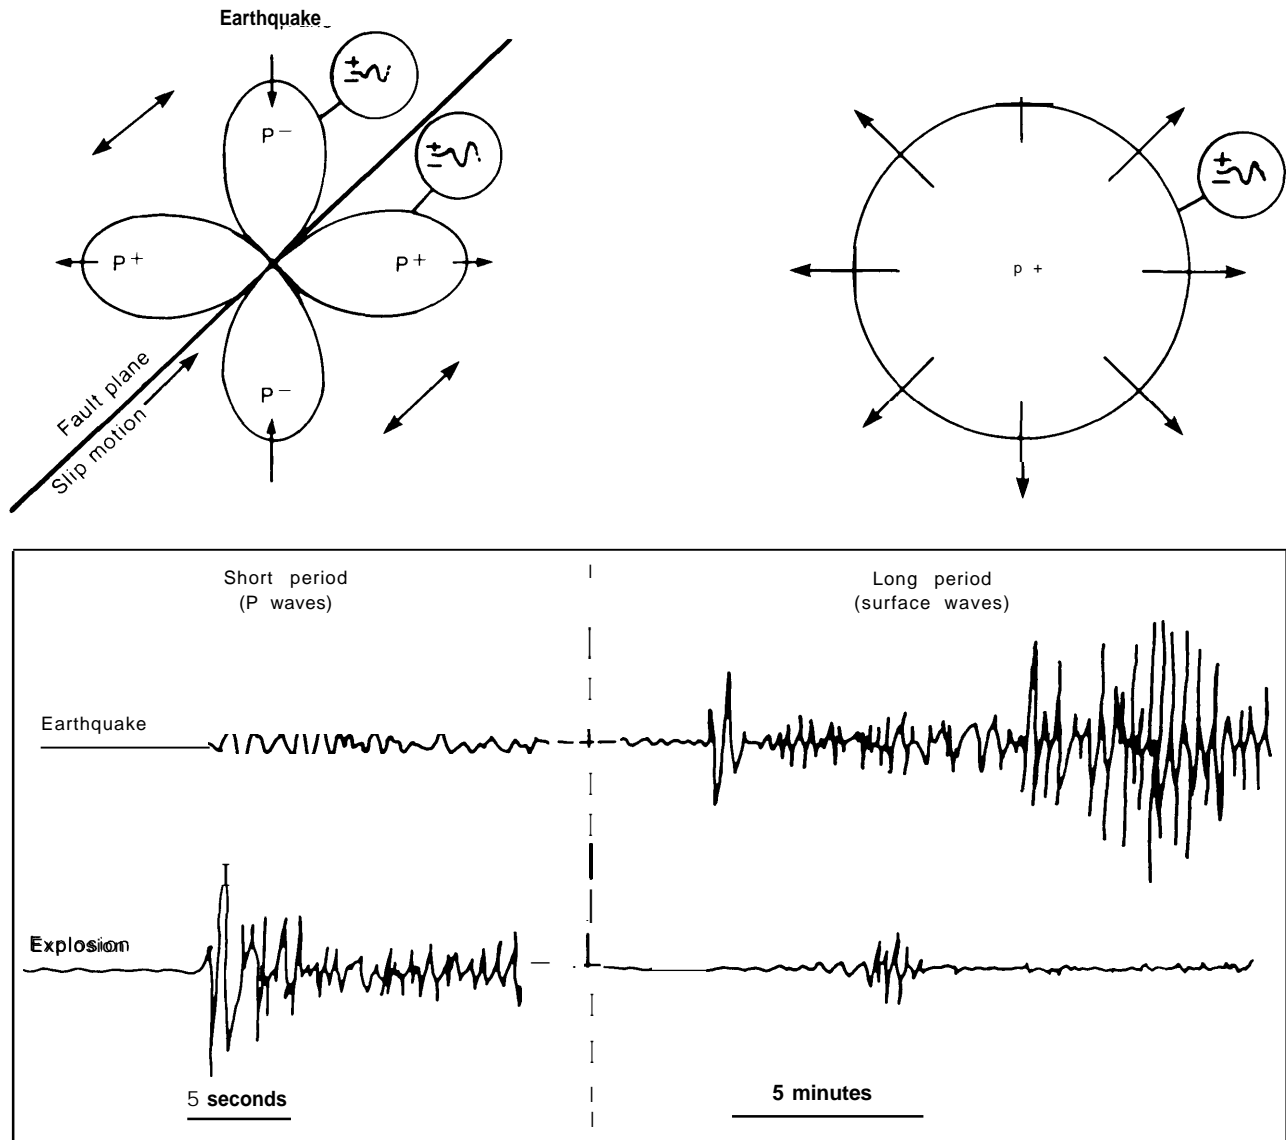 Earthquake
±
±
P−
P+
P+
P−
Fault plane
Slip motion
±
p +
Short period
(P waves)
Long period
(surface waves)
Earthquake
Explosion
5 seconds
5 minutes